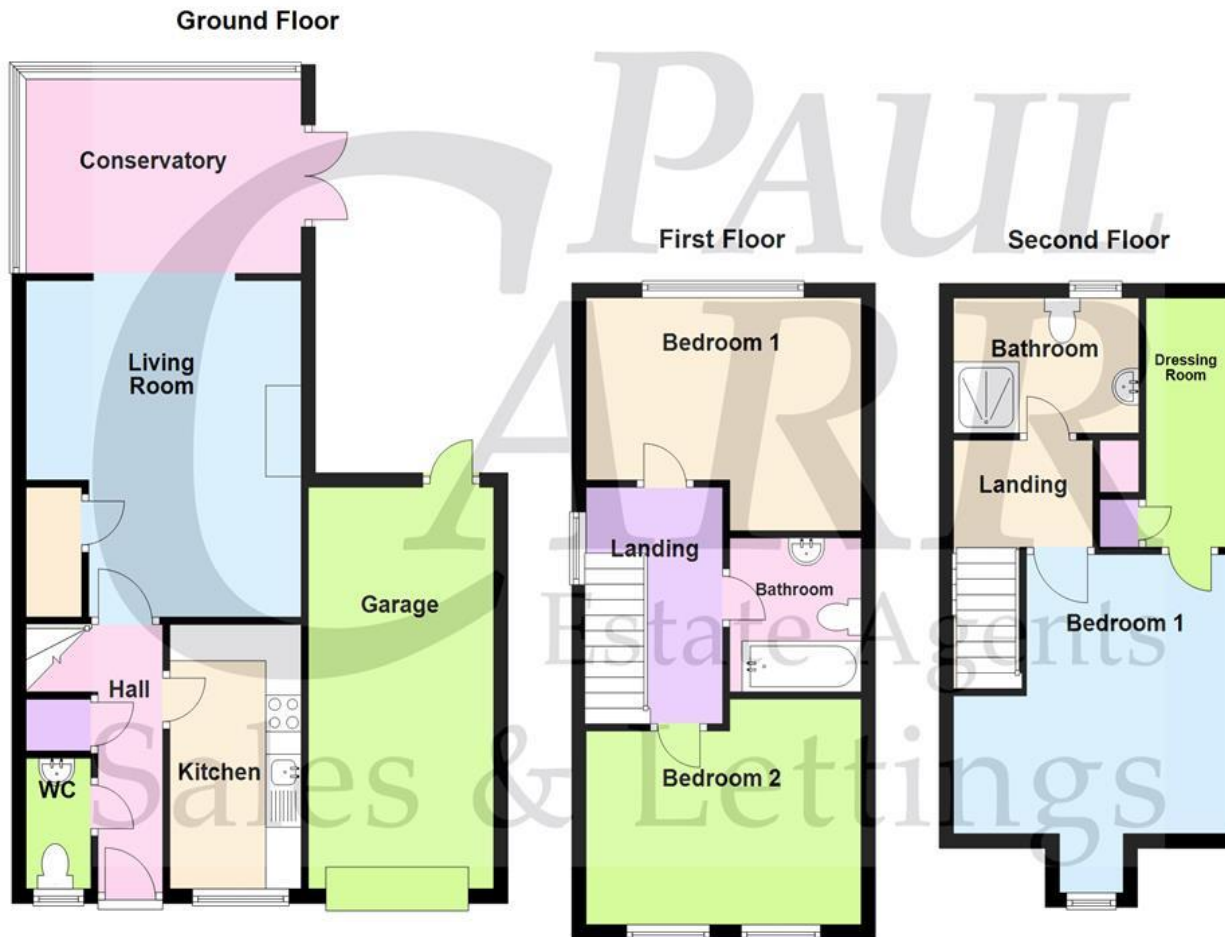 Ground Floor
Conservatory
Living
Room
Garage
Hall
Kitchen
WC
First Floor
Bedroom 1
Landing
Bathroom
Bedroom 2
Second Floor
Bathroom
Dressing
Room
Landing
Bedroom 1
PAUL
CARR
Estate Agents
Sales & Lettings